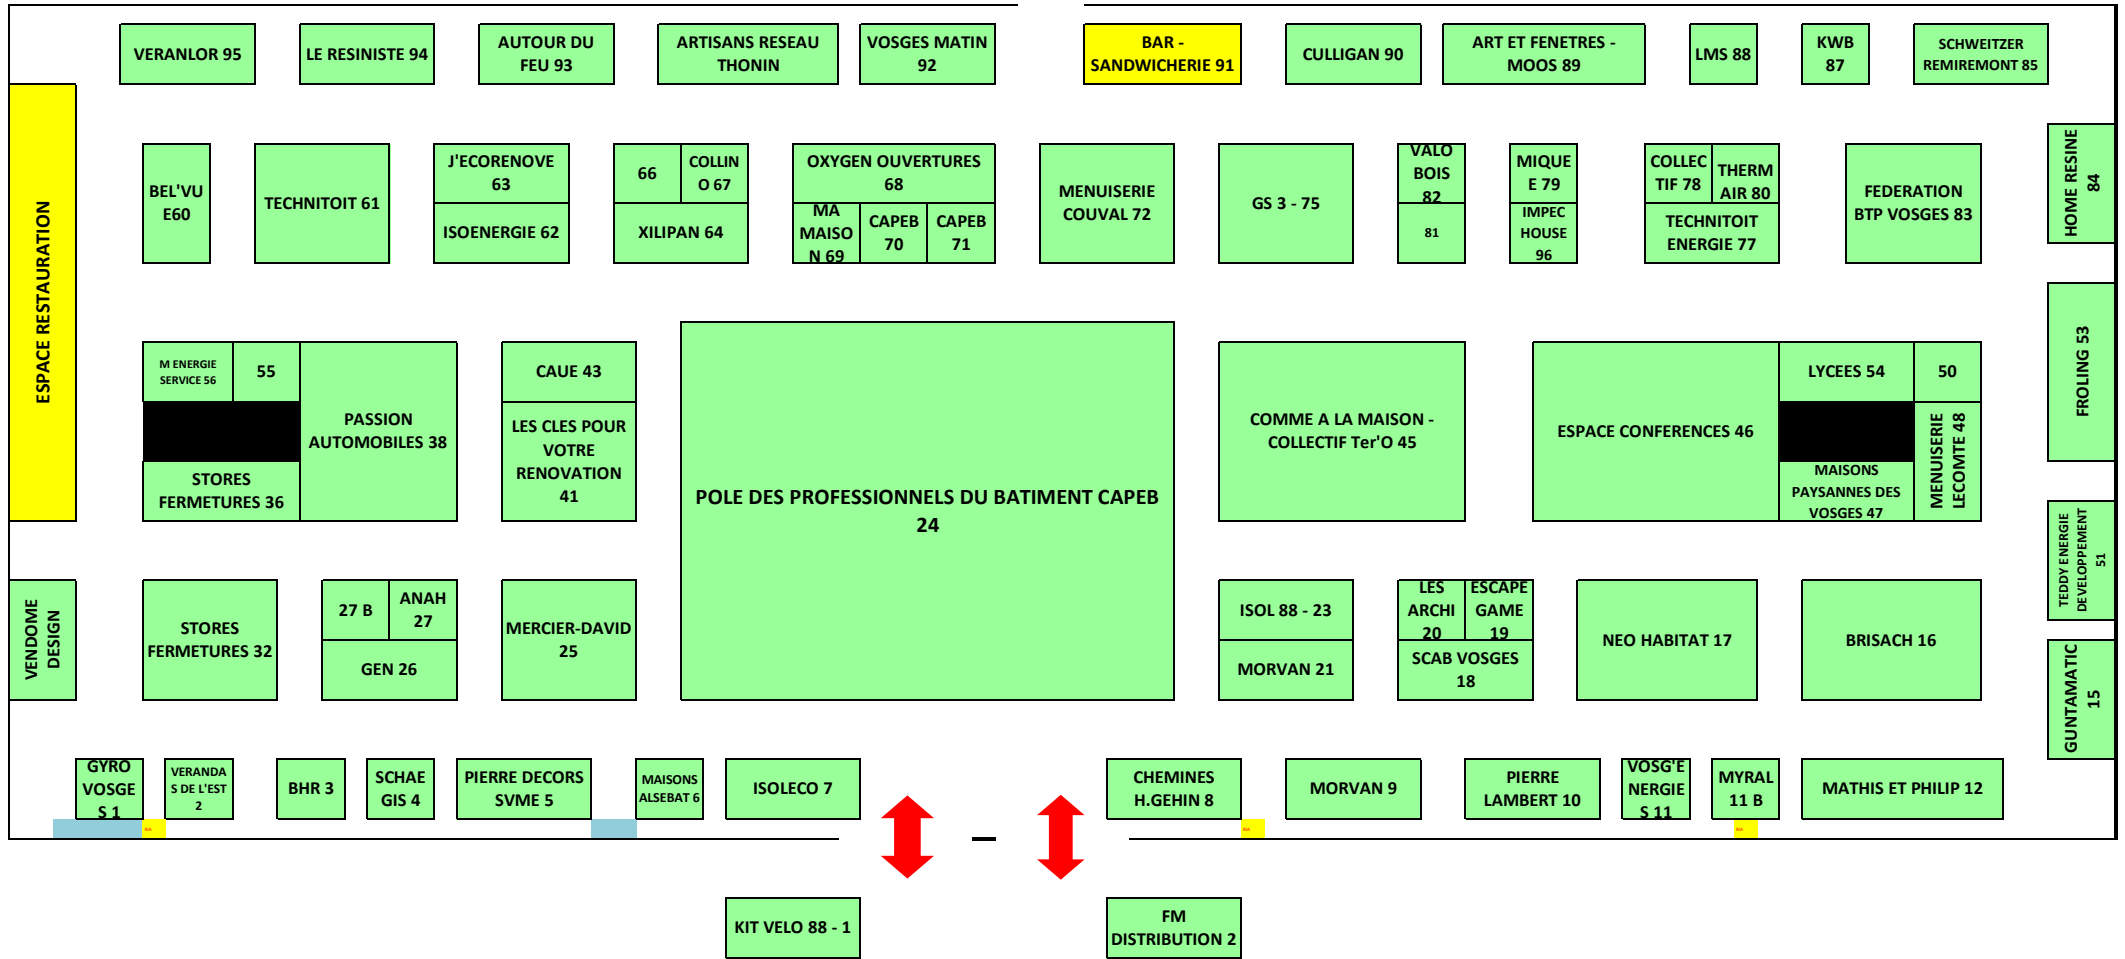 VERANLOR 95
LE RESINISTE 94
AUTOUR DU
FEU 93
ARTISANS RESEAU
THONIN
VOSGES MATIN
92
BAR -
SANDWICHERIE 91
CULLIGAN 90
ART ET FENETRES -
MOOS 89
LMS 88
KWB
87
SCHWEITZER
REMIREMONT 85
ESPACE RESTAURATION
BEL'VU
E60
TECHNITOIT 61
J'ECORENOVE
63
ISOENERGIE 62
66
COLLIN
O 67
XILIPAN 64
OXYGEN OUVERTURES
68
MA
MAISO
N 69
CAPEB
70
CAPEB
71
MENUISERIE
COUVAL 72
GS 3 - 75
VALO
BOIS
82
81
MIQUE
E 79
IMPEC
HOUSE
96
COLLEC
TIF 78
THERM
AIR 80
TECHNITOIT
ENERGIE 77
FEDERATION
BTP VOSGES 83
HOME RESINE
84
M ENERGIE
SERVICE 56
55
PASSION
AUTOMOBILES 38
STORES
FERMETURES 36
CAUE 43
LES CLES POUR
VOTRE
RENOVATION
41
POLE DES PROFESSIONNELS DU BATIMENT CAPEB
24
COMME A LA MAISON -
COLLECTIF Ter'O 45
ESPACE CONFERENCES 46
LYCEES 54
50
MAISONS
PAYSANNES DES
VOSGES 47
MENUISERIE
LECOMTE 48
FROLING 53
TEDDY ENERGIE
DEVELOPPEMENT
51
VENDOME
DESIGN
STORES
FERMETURES 32
27 B
ANAH
27
GEN 26
MERCIER-DAVID
25
ISOL 88 - 23
MORVAN 21
LES
ARCHI
20
ESCAPE
GAME
19
SCAB VOSGES
18
NEO HABITAT 17
BRISACH 16
GUNTAMATIC
15
GYRO
VOSGE
S 1
VERANDA
S DE L'EST
2
BHR 3
SCHAE
GIS 4
PIERRE DECORS
SVME 5
MAISONS
ALSEBAT 6
ISOLECO 7
CHEMINES
H.GEHIN 8
MORVAN 9
PIERRE
LAMBERT 10
VOSG'E
NERGIE
S 11
MYRAL
11 B
MATHIS ET PHILIP 12
KIT VELO 88 - 1
FM
DISTRIBUTION 2